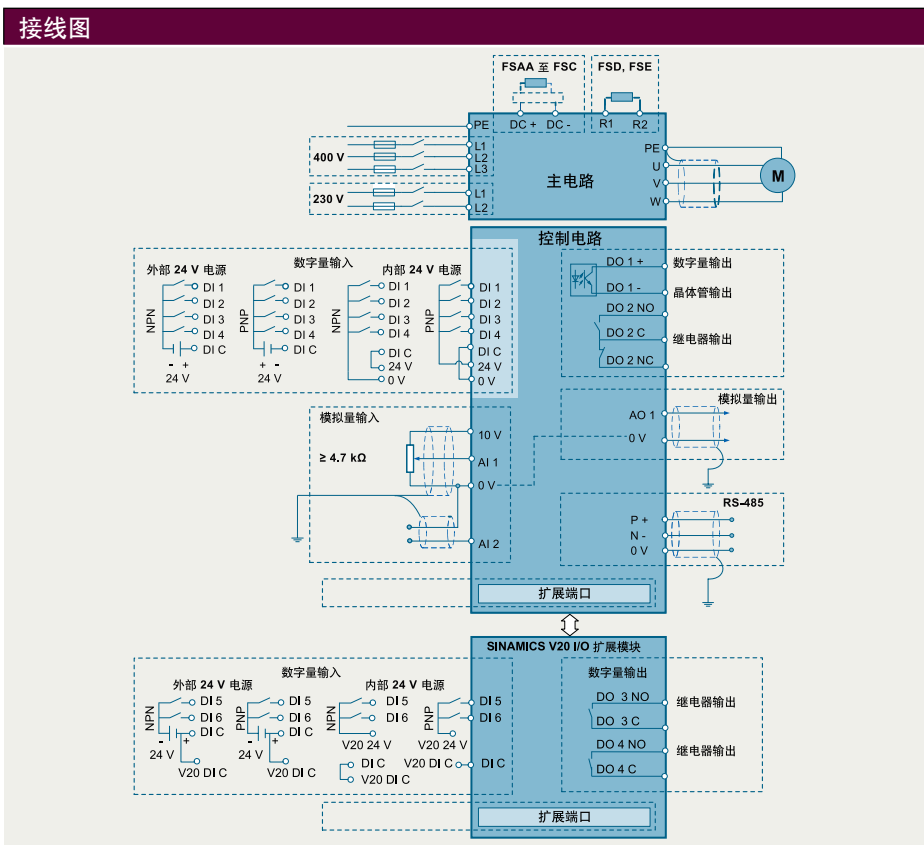 接线图
FSAA 至 FSC
FSD, FSE
PE
DC + DC -
R1 R2
400 V
L1
L2
L3
230 V
L1
L2
主电路
PE
U
V
W
M
控制电路
数字量输入
外部 24 V 电源
内部 24 V 电源
NPN
DI 1
DI 2
DI 3
DI 4
DI C
- +
24 V
PNP
DI 1
DI 2
DI 3
DI 4
DI C
+ -
24 V
NPN
DI 1
DI 2
DI 3
DI 4
DI C
24 V
0 V
PNP
DI 1
DI 2
DI 3
DI 4
DI C
24 V
0 V
DO 1 +
数字量输出
DO 1 -
晶体管输出
DO 2 NO
DO 2 C
继电器输出
DO 2 NC
模拟量输入
≥ 4.7 kΩ
10 V
AI 1
0 V
AI 2
模拟量输出
AO 1
0 V
RS-485
P +
N -
0 V
扩展端口
SINAMICS V20 I/O 扩展模块
数字量输入
外部 24 V 电源
内部 24 V 电源
NPN
DI 5
DI 6
DI C
- +
24 V
V20 DI C
PNP
DI 5
DI 6
DI C
- +
24 V
V20 DI C
NPN
DI 5
DI 6
V20 24 V
DI C
V20 DI C
PNP
DI 5
DI 6
V20 24 V
V20 DI C
DI C
数字量输出
DO 3 NO
继电器输出
DO 3 C
DO 4 NO
继电器输出
DO 4 C
扩展端口